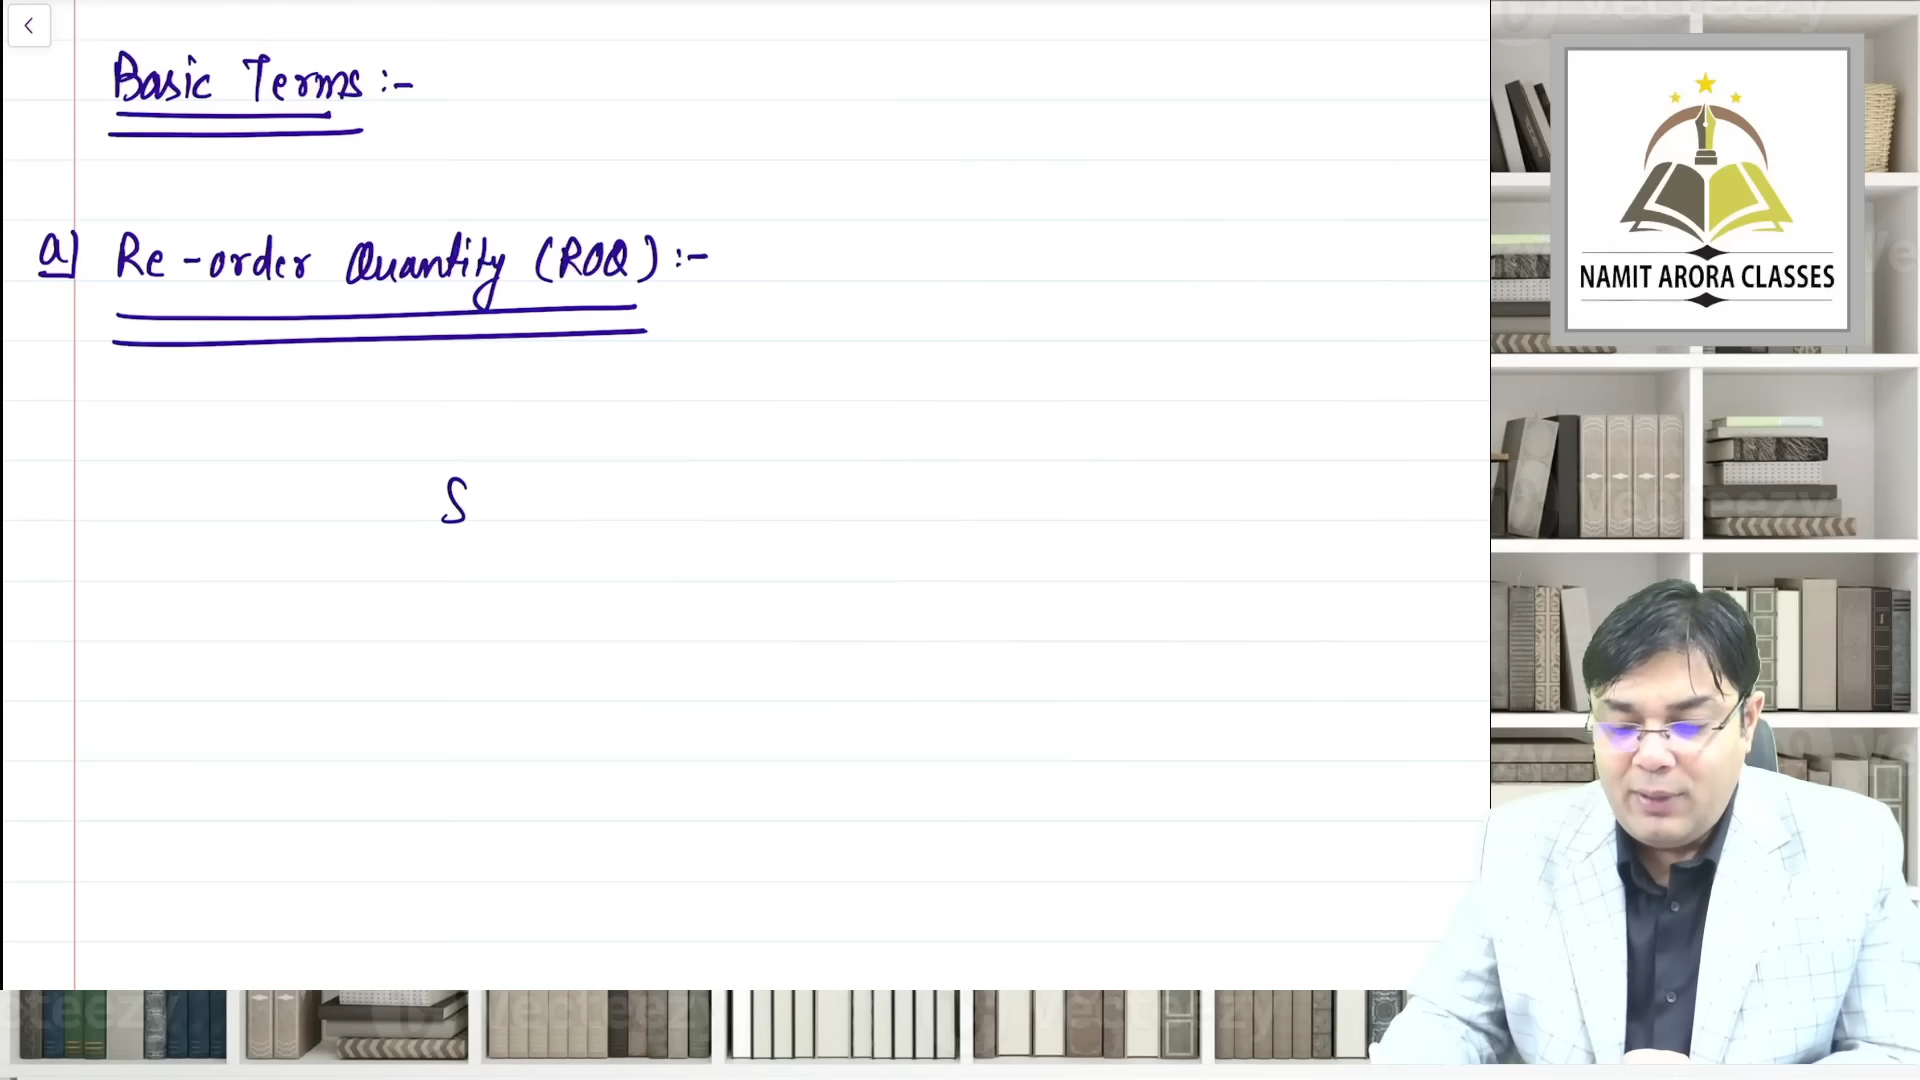 Basic Terms :-
a] Re-order Quantity (ROQ) :-
S
NAMIT ARORA CLASSES